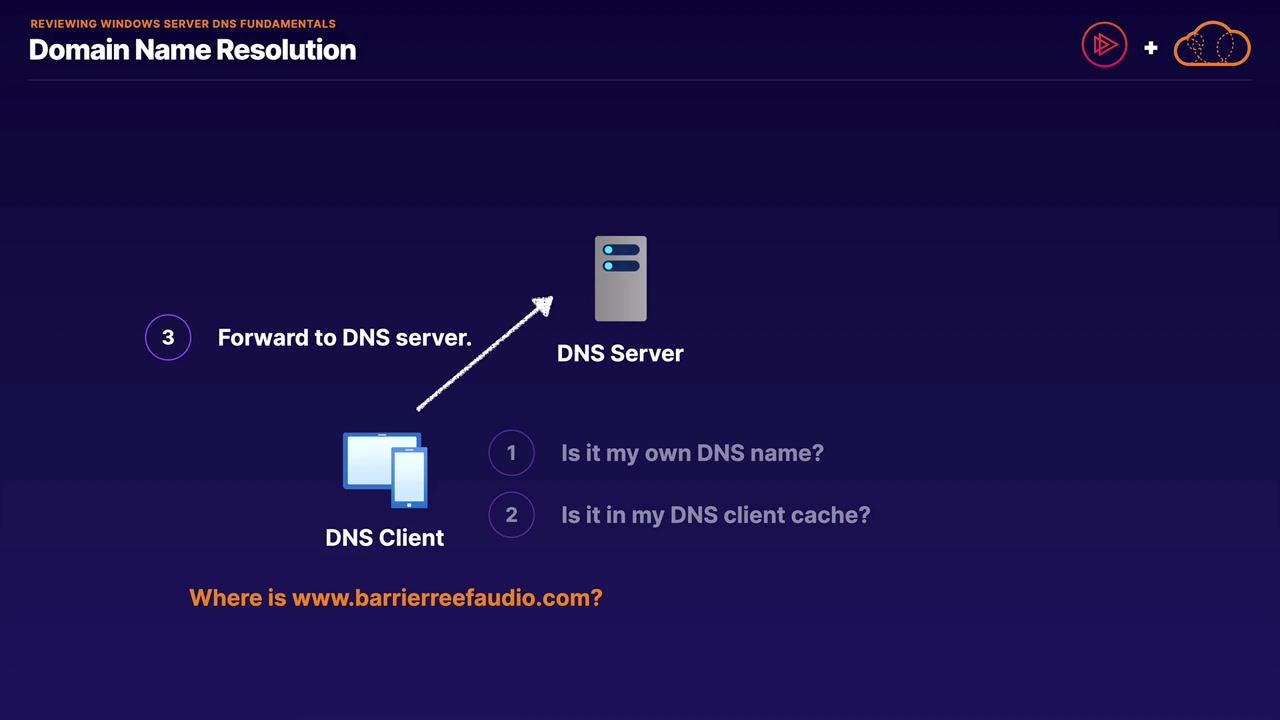 REVIEWING WINDOWS SERVER DNS FUNDAMENTALS
Domain Name Resolution
3 Forward to DNS server.
DNS Server
1 Is it my own DNS name?
2 Is it in my DNS client cache?
DNS Client
Where is www.barrierreefaudio.com?